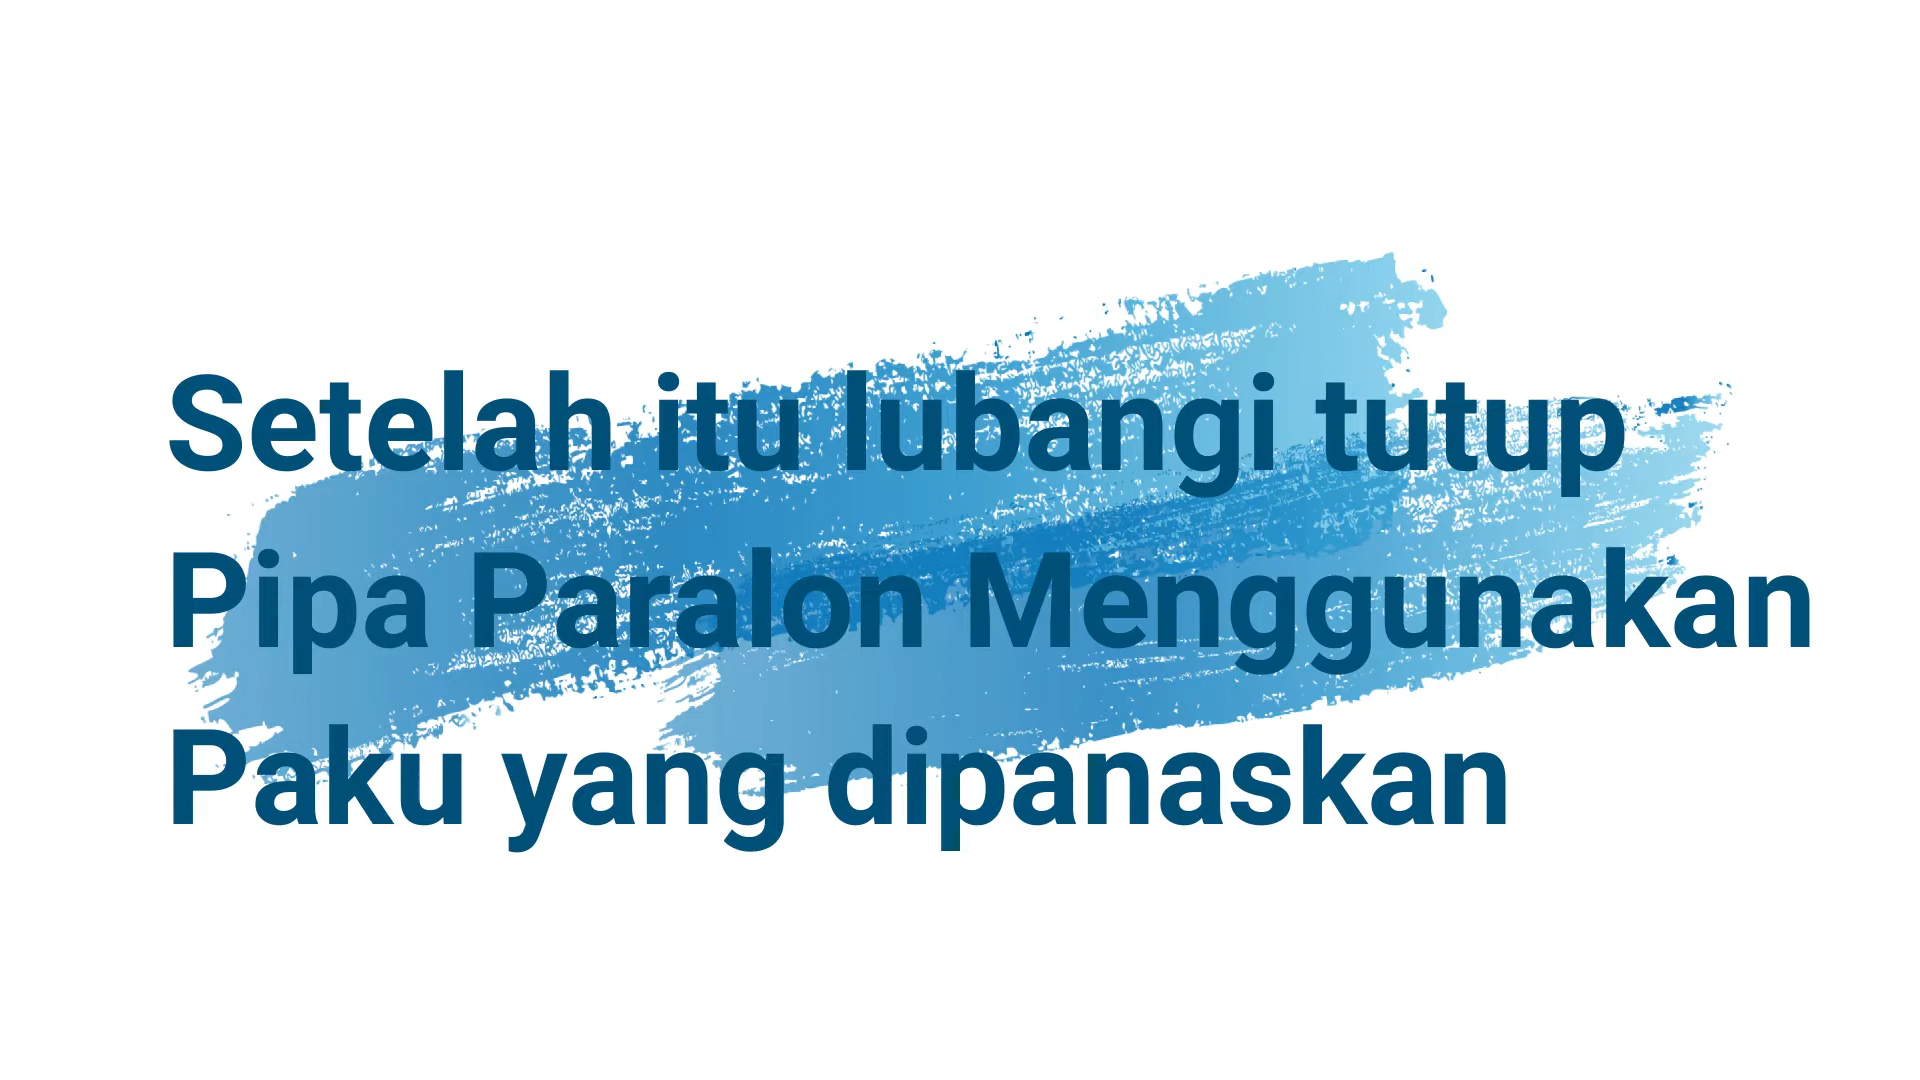 Setelah itu lubangi tutup
Pipa Paralon Menggunakan
Paku yang dipanaskan